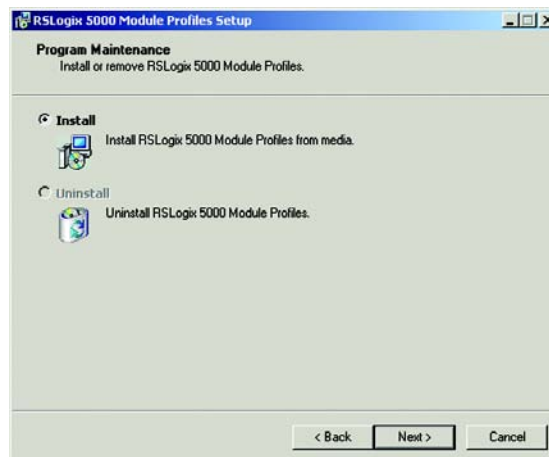 RSLogix 5000 Module Profiles Setup
Program Maintenance
Install or remove RSLogix 5000 Module Profiles.
Install
Install RSLogix 5000 Module Profiles from media.
Uninstall
Uninstall RSLogix 5000 Module Profiles.
< Back
Next >
Cancel